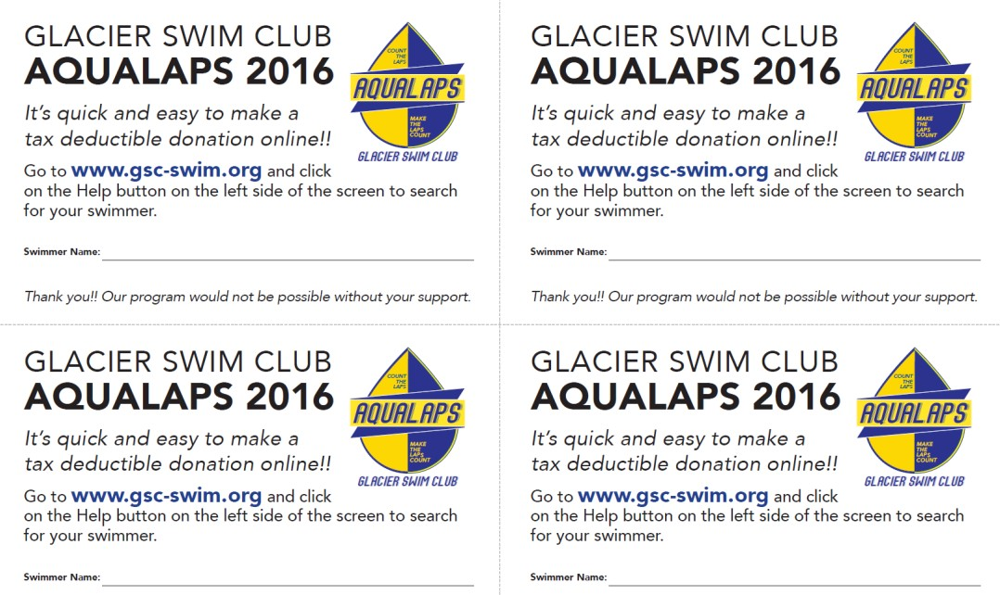 GLACIER SWIM CLUB
AQUALAPS 2016
It's quick and easy to make a
tax deductible donation online!!
Go to www.gsc-swim.org and click
on the Help button on the left side of the screen to search
for your swimmer.
Swimmer Name:
Thank you!! Our program would not be possible without your support.
COUNT
THE
LAPS
AQUALAPS
MAKE
THE
LAPS
COUNT
GLACIER SWIM CLUB
GLACIER SWIM CLUB
AQUALAPS 2016
It's quick and easy to make a
tax deductible donation online!!
Go to www.gsc-swim.org and click
on the Help button on the left side of the screen to search
for your swimmer.
Swimmer Name:
Thank you!! Our program would not be possible without your support.
COUNT
THE
LAPS
AQUALAPS
MAKE
THE
LAPS
COUNT
GLACIER SWIM CLUB
GLACIER SWIM CLUB
AQUALAPS 2016
It's quick and easy to make a
tax deductible donation online!!
Go to www.gsc-swim.org and click
on the Help button on the left side of the screen to search
for your swimmer.
Swimmer Name:
COUNT
THE
LAPS
AQUALAPS
MAKE
THE
LAPS
COUNT
GLACIER SWIM CLUB
GLACIER SWIM CLUB
AQUALAPS 2016
It's quick and easy to make a
tax deductible donation online!!
Go to www.gsc-swim.org and click
on the Help button on the left side of the screen to search
for your swimmer.
Swimmer Name:
COUNT
THE
LAPS
AQUALAPS
MAKE
THE
LAPS
COUNT
GLACIER SWIM CLUB